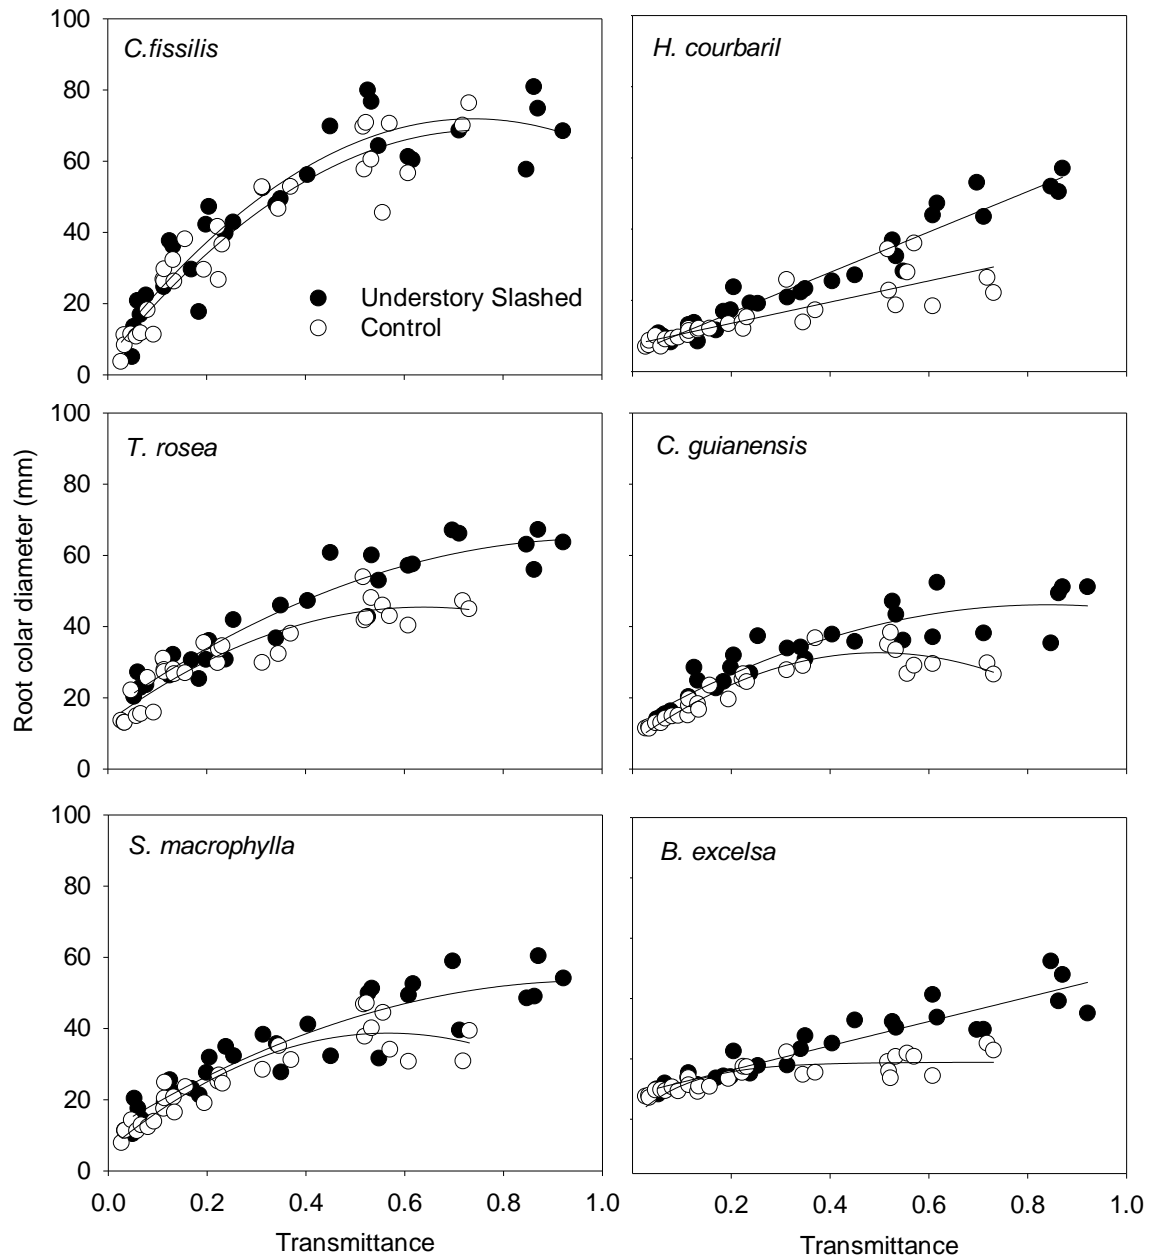 100
80
60
40
20
0
C.fissilis
Understory Slashed
Control
H. courbaril
Root colar diameter (mm)
100
80
60
40
20
0
T. rosea
C. guianensis
100
80
60
40
20
0
S. macrophylla
B. excelsa
0.0 0.2 0.4 0.6 0.8 1.0
0.2 0.4 0.6 0.8 1.0
Transmittance
Transmittance